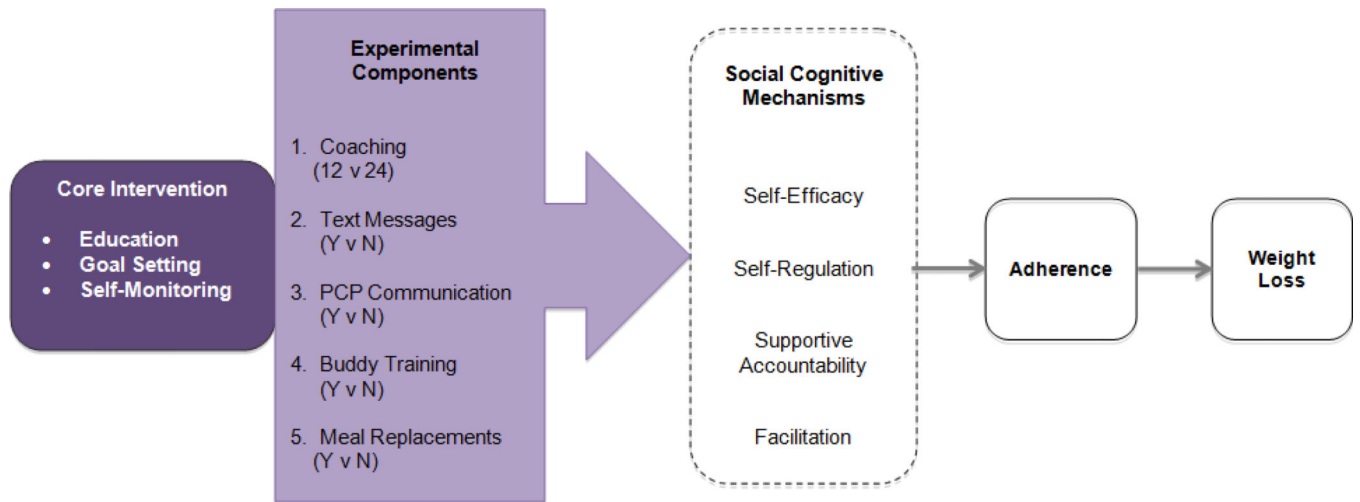 Core Intervention
• Education
• Goal Setting
• Self-Monitoring
Experimental
Components
1. Coaching
(12 v 24)
2. Text Messages
(Y v N)
3. PCP Communication
(Y v N)
4. Buddy Training
(Y v N)
5. Meal Replacements
(Y v N)
Social Cognitive
Mechanisms
Self-Efficacy
Self-Regulation
Supportive
Accountability
Facilitation
Adherence
Weight
Loss